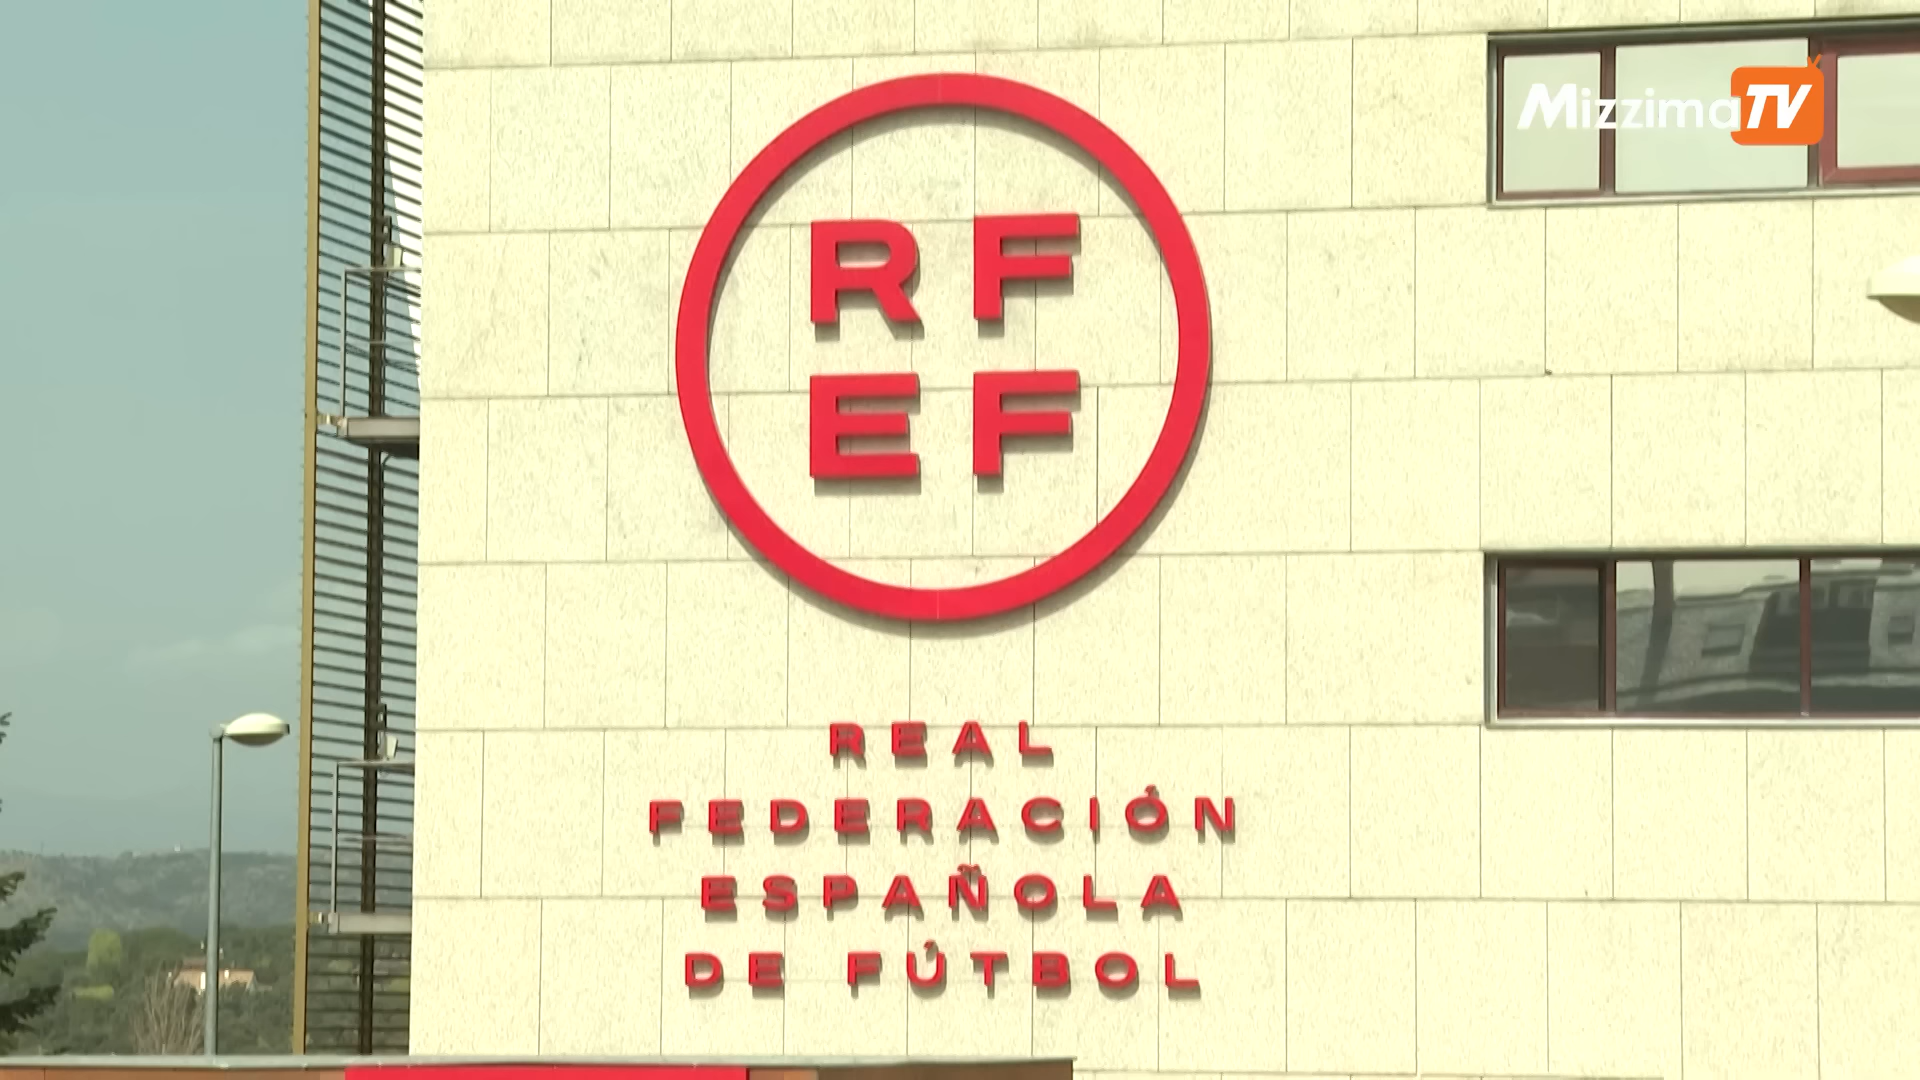 MizzimaTV
RF
EF
REAL
FEDERACIÓN
ESPAÑOLA
DE FÚTBOL